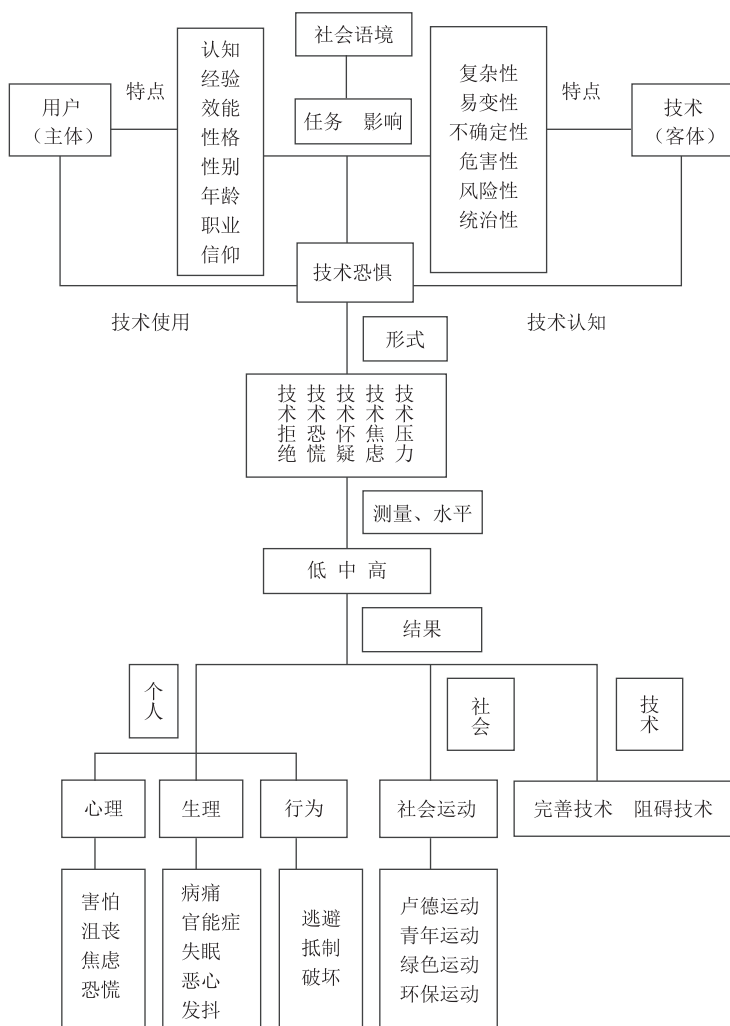 社会语境
用户
（主体）
特点
认知
经验
效能
性格
性别
年龄
职业
信仰
任务 影响
复杂性
易变性
不确定性
危害性
风险性
统治性
特点
技术
（客体）
技术恐惧
技术使用
技术认知
形式
技术拒绝
技术恐慌
技术怀疑
技术焦虑
技术压力
测量、水平
低 中 高
结果
个人
社会
技术
心理
生理
行为
社会运动
完善技术 阻碍技术
害怕
沮丧
焦虑
恐慌
病痛
官能症
失眠
恶心
发抖
逃避
抵制
破坏
卢德运动
青年运动
绿色运动
环保运动